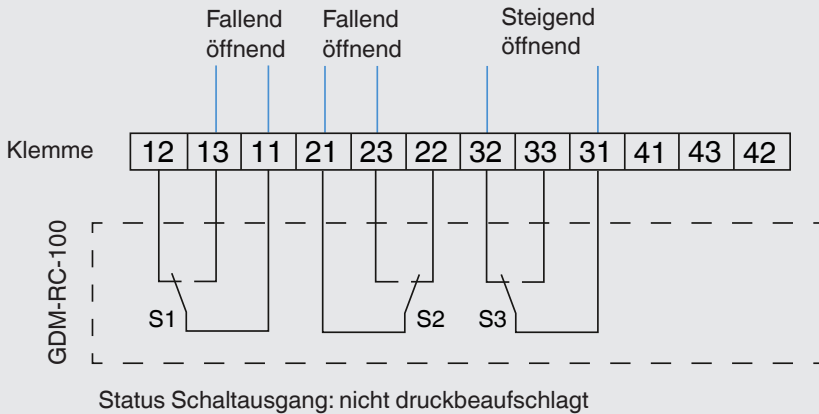 Fallend
öffnend
Fallend
öffnend
Steigend
öffnend
Klemme 12 13 11 21 23 22 32 33 31 41 43 42
GDM-RC-100
S1 S2 S3
Status Schaltausgang: nicht druckbeaufschlagt